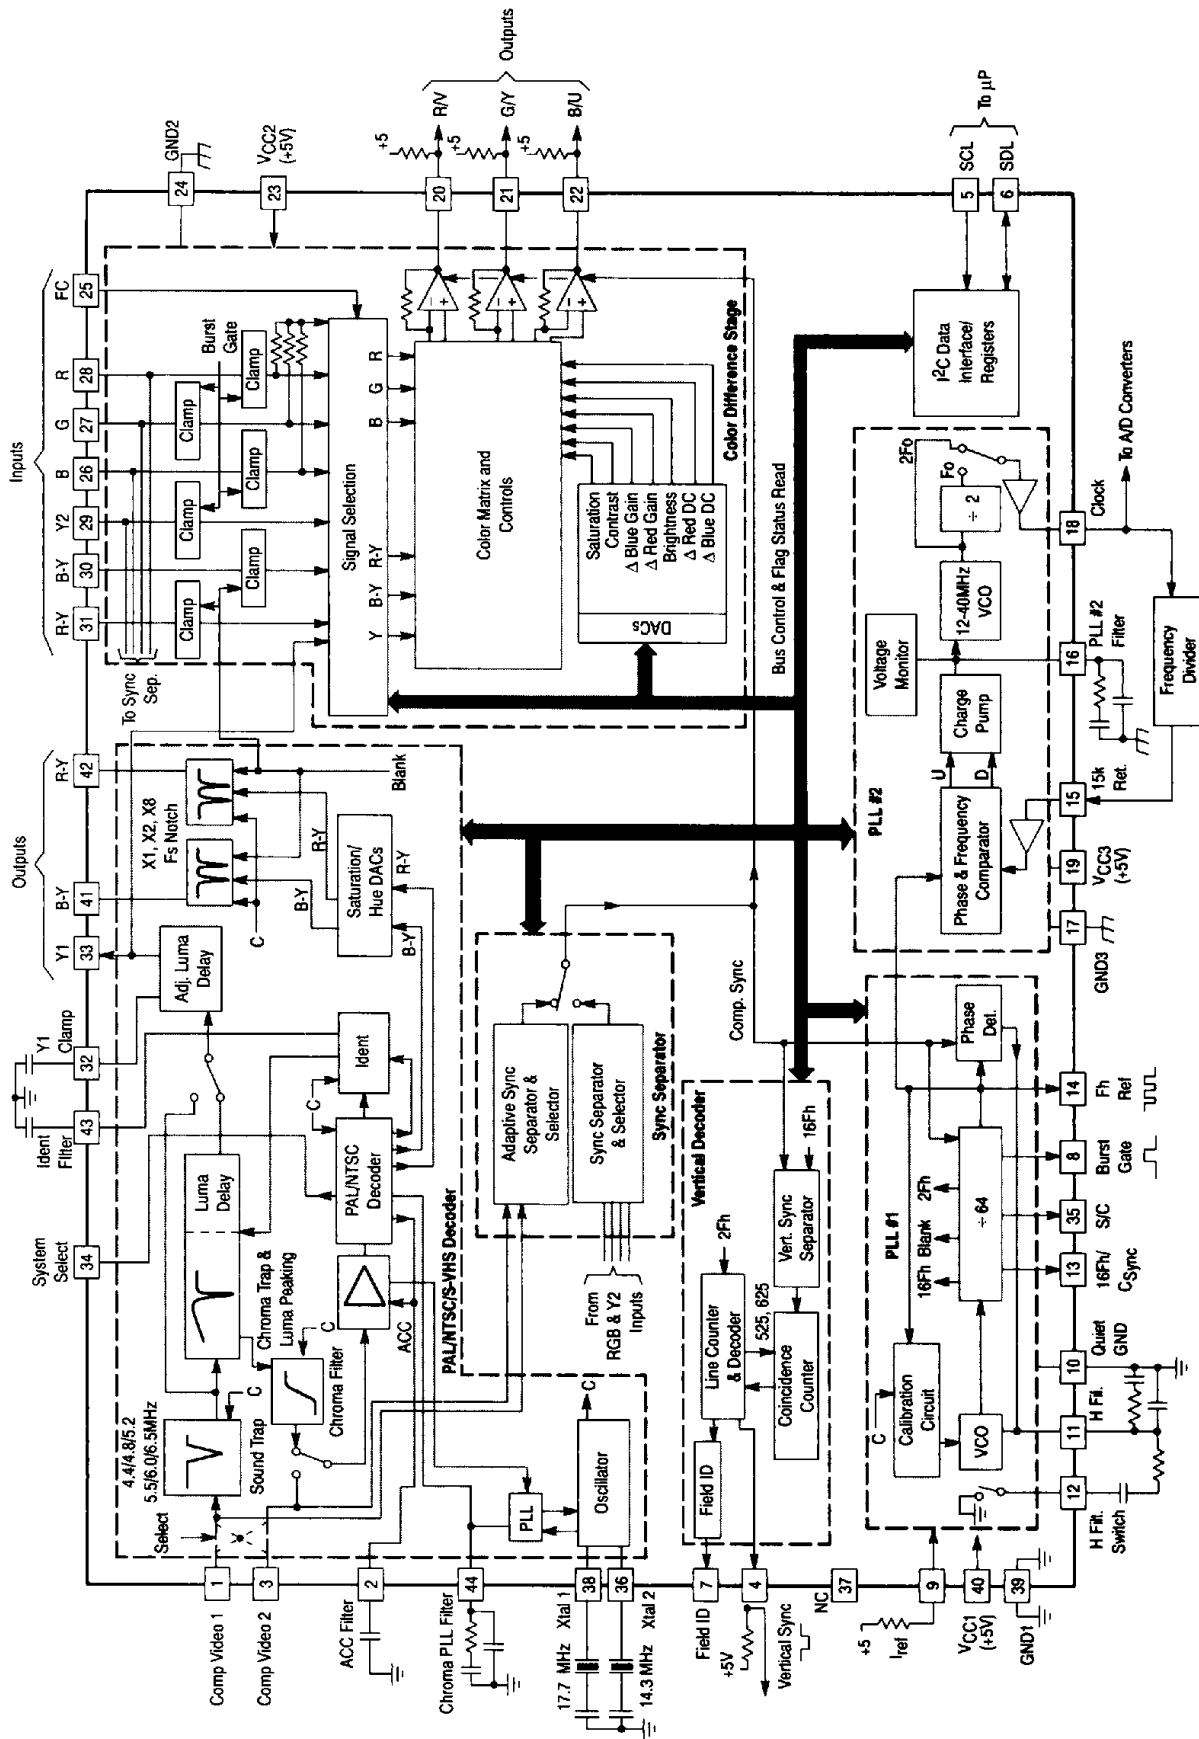 Outputs
R/V
G/Y
B/U
+5
+5
+5
To µP
SCL
SDL
GND2
VCC2
(+5V)
24
23
20
21
22
5
6
Inputs
FC
R
G
B
Y2
B-Y
R-Y
25
28
27
26
29
30
31
Burst
Gate
Clamp
Clamp
Clamp
Clamp
Clamp
Clamp
Clamp
To Sync
Sep.
Signal Selection
R
G
B
R-Y
B-Y
Y
Color Matrix and
Controls
DACs
Saturation
Contrast
Δ Blue Gain
Δ Red Gain
Brightness
Δ Red DC
Δ Blue DC
Color Difference Stage
Bus Control & Flag Status Read
I²C Data
Interface/
Registers
To A/D Converters
Outputs
R-Y
B-Y
Y1
42
41
33
X1, X2, X8
Fs Notch
Blank
C
R-Y
B-Y
Saturation/
Hue DACs
R-Y
B-Y
Y1
Clamp
32
Ident
Filter
43
System
Select
34
Adj. Luma
Delay
Luma
Delay
Ident
C
PAL/NTSC
Decoder
Chroma Trap &
Luma Peaking
C
ACC
Chroma Filter
C
Sound Trap
4.4/4.8/5.2
5.5/6.0/6.5MHz
Select
PAL/NTSC/S-VHS Decoder
PLL
Oscillator
C
Adaptive Sync
Separator &
Selector
Sync Separator
& Selector
Sync Separator
From
RGB & Y2
Inputs
Comp. Sync
Vertical Decoder
16Fh
Vert. Sync
Separator
2Fh
Line Counter
& Decoder
525, 625
Coincidence
Counter
Field ID
PLL #2
Voltage
Monitor
2Fo
Fo
÷ 2
12-40MHz
VCO
Charge
Pump
U
D
Phase & Frequency
Comparator
18
Clock
16
PLL #2
Filter
Frequency
Divider
15
15k
Ret.
19
VCC3
(+5V)
17
GND3
PLL #1
Phase
Det.
÷ 64
2Fh
Blank
16Fh
Calibration
Circuit
C
VCO
14
Fh
Ref
8
Burst
Gate
35
S/C
13
16Fh/
CSync
10
Quiet
GND
11
H Fil.
12
H Filt.
Switch
1
Comp Video 1
3
Comp Video 2
2
ACC Filter
44
Chroma PLL Filter
38
Xtal 1
17.7 MHz
36
Xtal 2
14.3 MHz
7
Field ID
4
+5V
Vertical Sync
37
NC
9
+5
Iref
40
VCC1
(+5V)
39
GND1